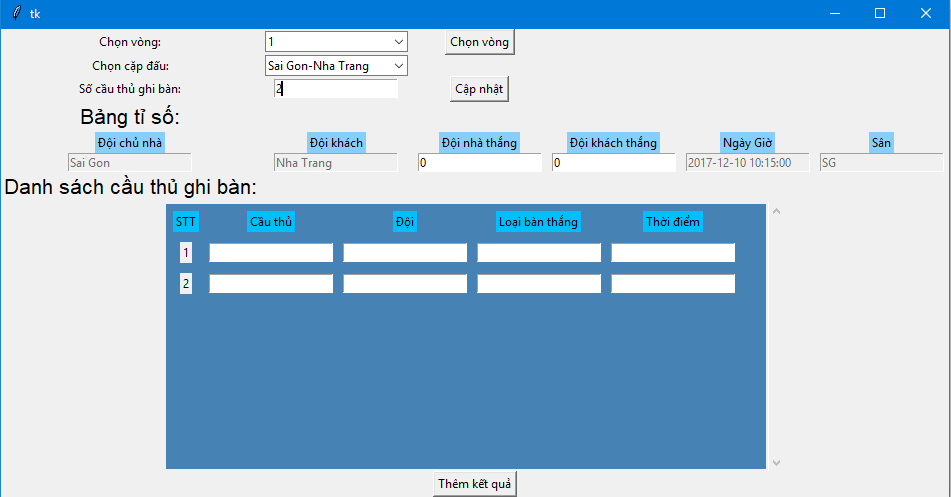 tk
Chọn vòng: 1 Chọn vòng
Chọn cặp đấu: Sai Gon-Nha Trang
Số cầu thủ ghi bàn: 2 Cập nhật
Bảng tỉ số:
Đội chủ nhà Đội khách Đội nhà thắng Đội khách thắng Ngày Giờ Sân
Sai Gon Nha Trang 0 0 2017-12-10 10:15:00 SG
Danh sách cầu thủ ghi bàn:
STT Cầu thủ Đội Loại bàn thắng Thời điểm
1
2
Thêm kết quả